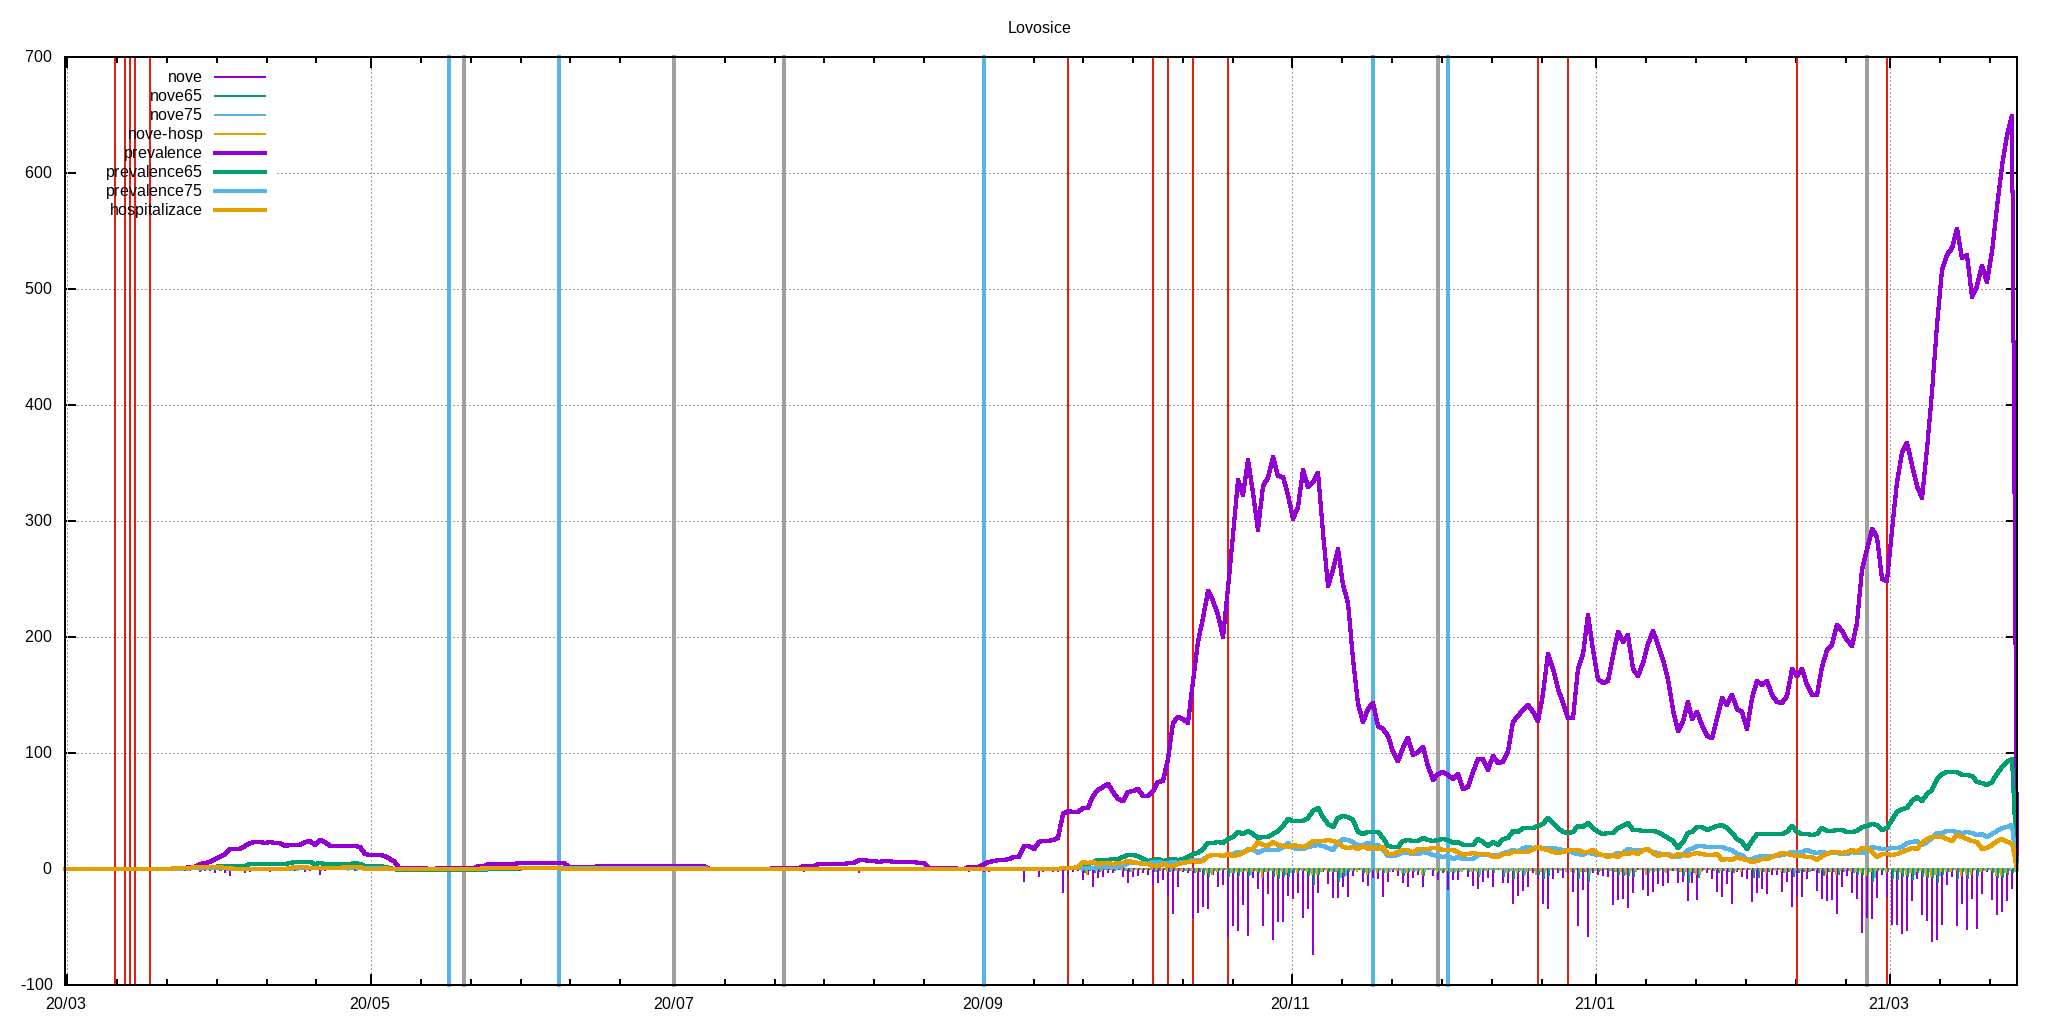 Lovosice
700
600
500
400
300
200
100
0
-100
nove
nove65
nove75
nove-hosp
prevalence
prevalence65
prevalence75
hospitalizace
20/03 20/05 20/07 20/09 20/11 21/01 21/03